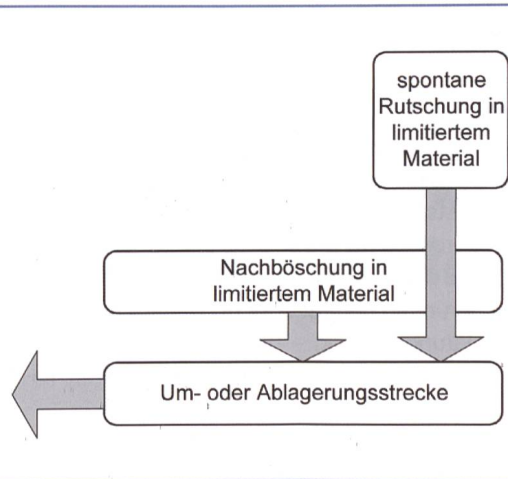 spontane
Rutschung in
limitiertem
Material
Nachböschung in
limitiertem Material
Um- oder Ablagerungsstrecke